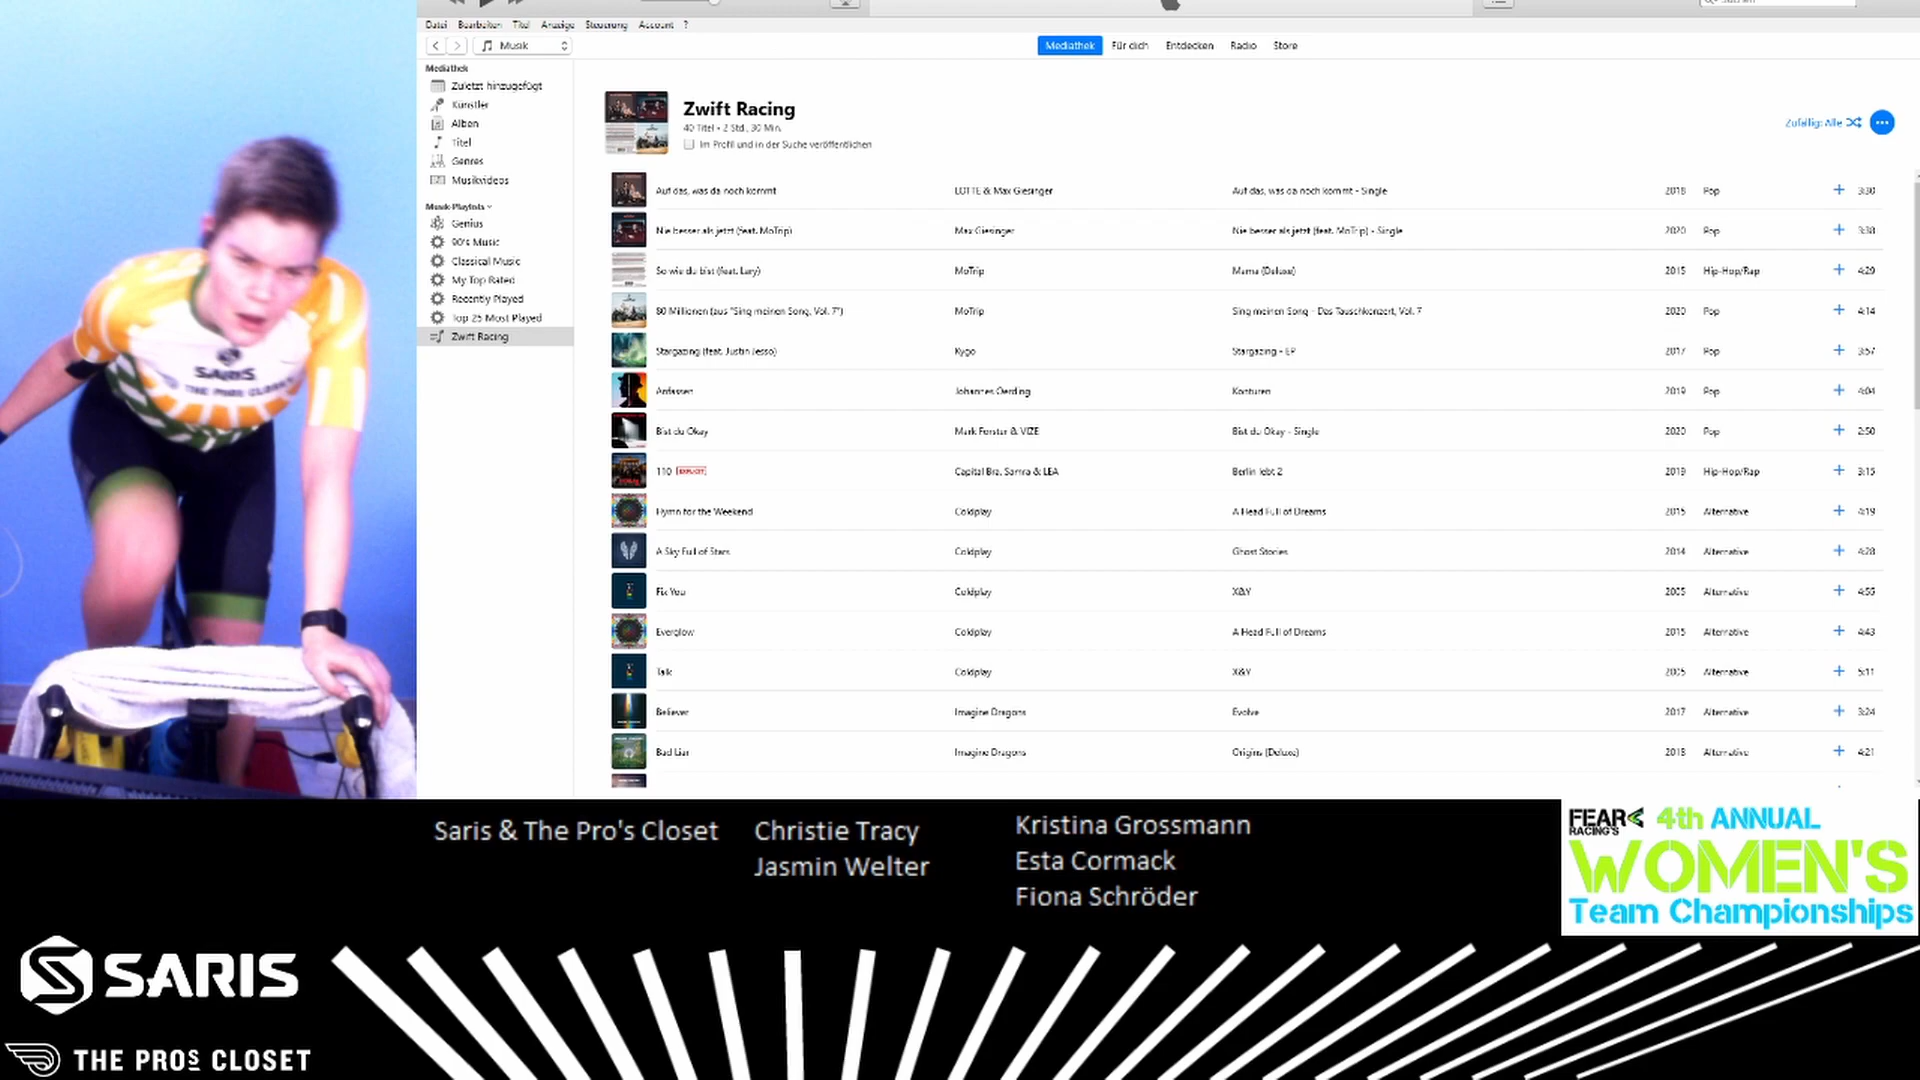 Suchen
Datei Bearbeiten Titel Anzeige Steuerung Account ?
Musik
Mediathek Für dich Entdecken Radio Store
Mediathek
Zuletzt hinzugefügt
Künstler
Alben
Titel
Genres
Musikvideos
Musik-Playlists
Genius
90's Music
Classical Music
My Top Rated
Recently Played
Top 25 Most Played
Zwift Racing
Zwift Racing
40 Titel • 2 Std., 30 Min.
Im Profil und in der Suche veröffentlichen
Zufällig: Alle
Auf das, was da noch kommt LOTTE & Max Giesinger Auf das, was da noch kommt - Single 2018 Pop 3:30
Nie besser als jetzt (feat. MoTrip) Max Giesinger Nie besser als jetzt (feat. MoTrip) - Single 2020 Pop 3:38
So wie du bist (feat. Lary) MoTrip Mama (Deluxe) 2015 Hip-Hop/Rap 4:29
80 Millionen (aus "Sing meinen Song, Vol. 7") MoTrip Sing meinen Song - Das Tauschkonzert, Vol. 7 2020 Pop 4:14
Stargazing (feat. Justin Jesso) Kygo Stargazing - EP 2017 Pop 3:57
Anfassen Johannes Oerding Konturen 2019 Pop 4:04
Bist du Okay Mark Forster & VIZE Bist du Okay - Single 2020 Pop 2:50
110 EXPLICIT Capital Bra, Samra & LEA Berlin lebt 2 2019 Hip-Hop/Rap 3:15
Hymn for the Weekend Coldplay A Head Full of Dreams 2015 Alternative 4:19
A Sky Full of Stars Coldplay Ghost Stories 2014 Alternative 4:28
Fix You Coldplay X&Y 2005 Alternative 4:55
Everglow Coldplay A Head Full of Dreams 2015 Alternative 4:43
Talk Coldplay X&Y 2005 Alternative 5:11
Believer Imagine Dragons Evolve 2017 Alternative 3:24
Bad Liar Imagine Dragons Origins (Deluxe) 2018 Alternative 4:21
SARIS
THE PRO'S CLOSET
Saris & The Pro's Closet
Christie Tracy
Jasmin Welter
Kristina Grossmann
Esta Cormack
Fiona Schröder
FEAR
RACING'S
4th ANNUAL
WOMEN'S
Team Championships
SARIS
THE PRO'S CLOSET